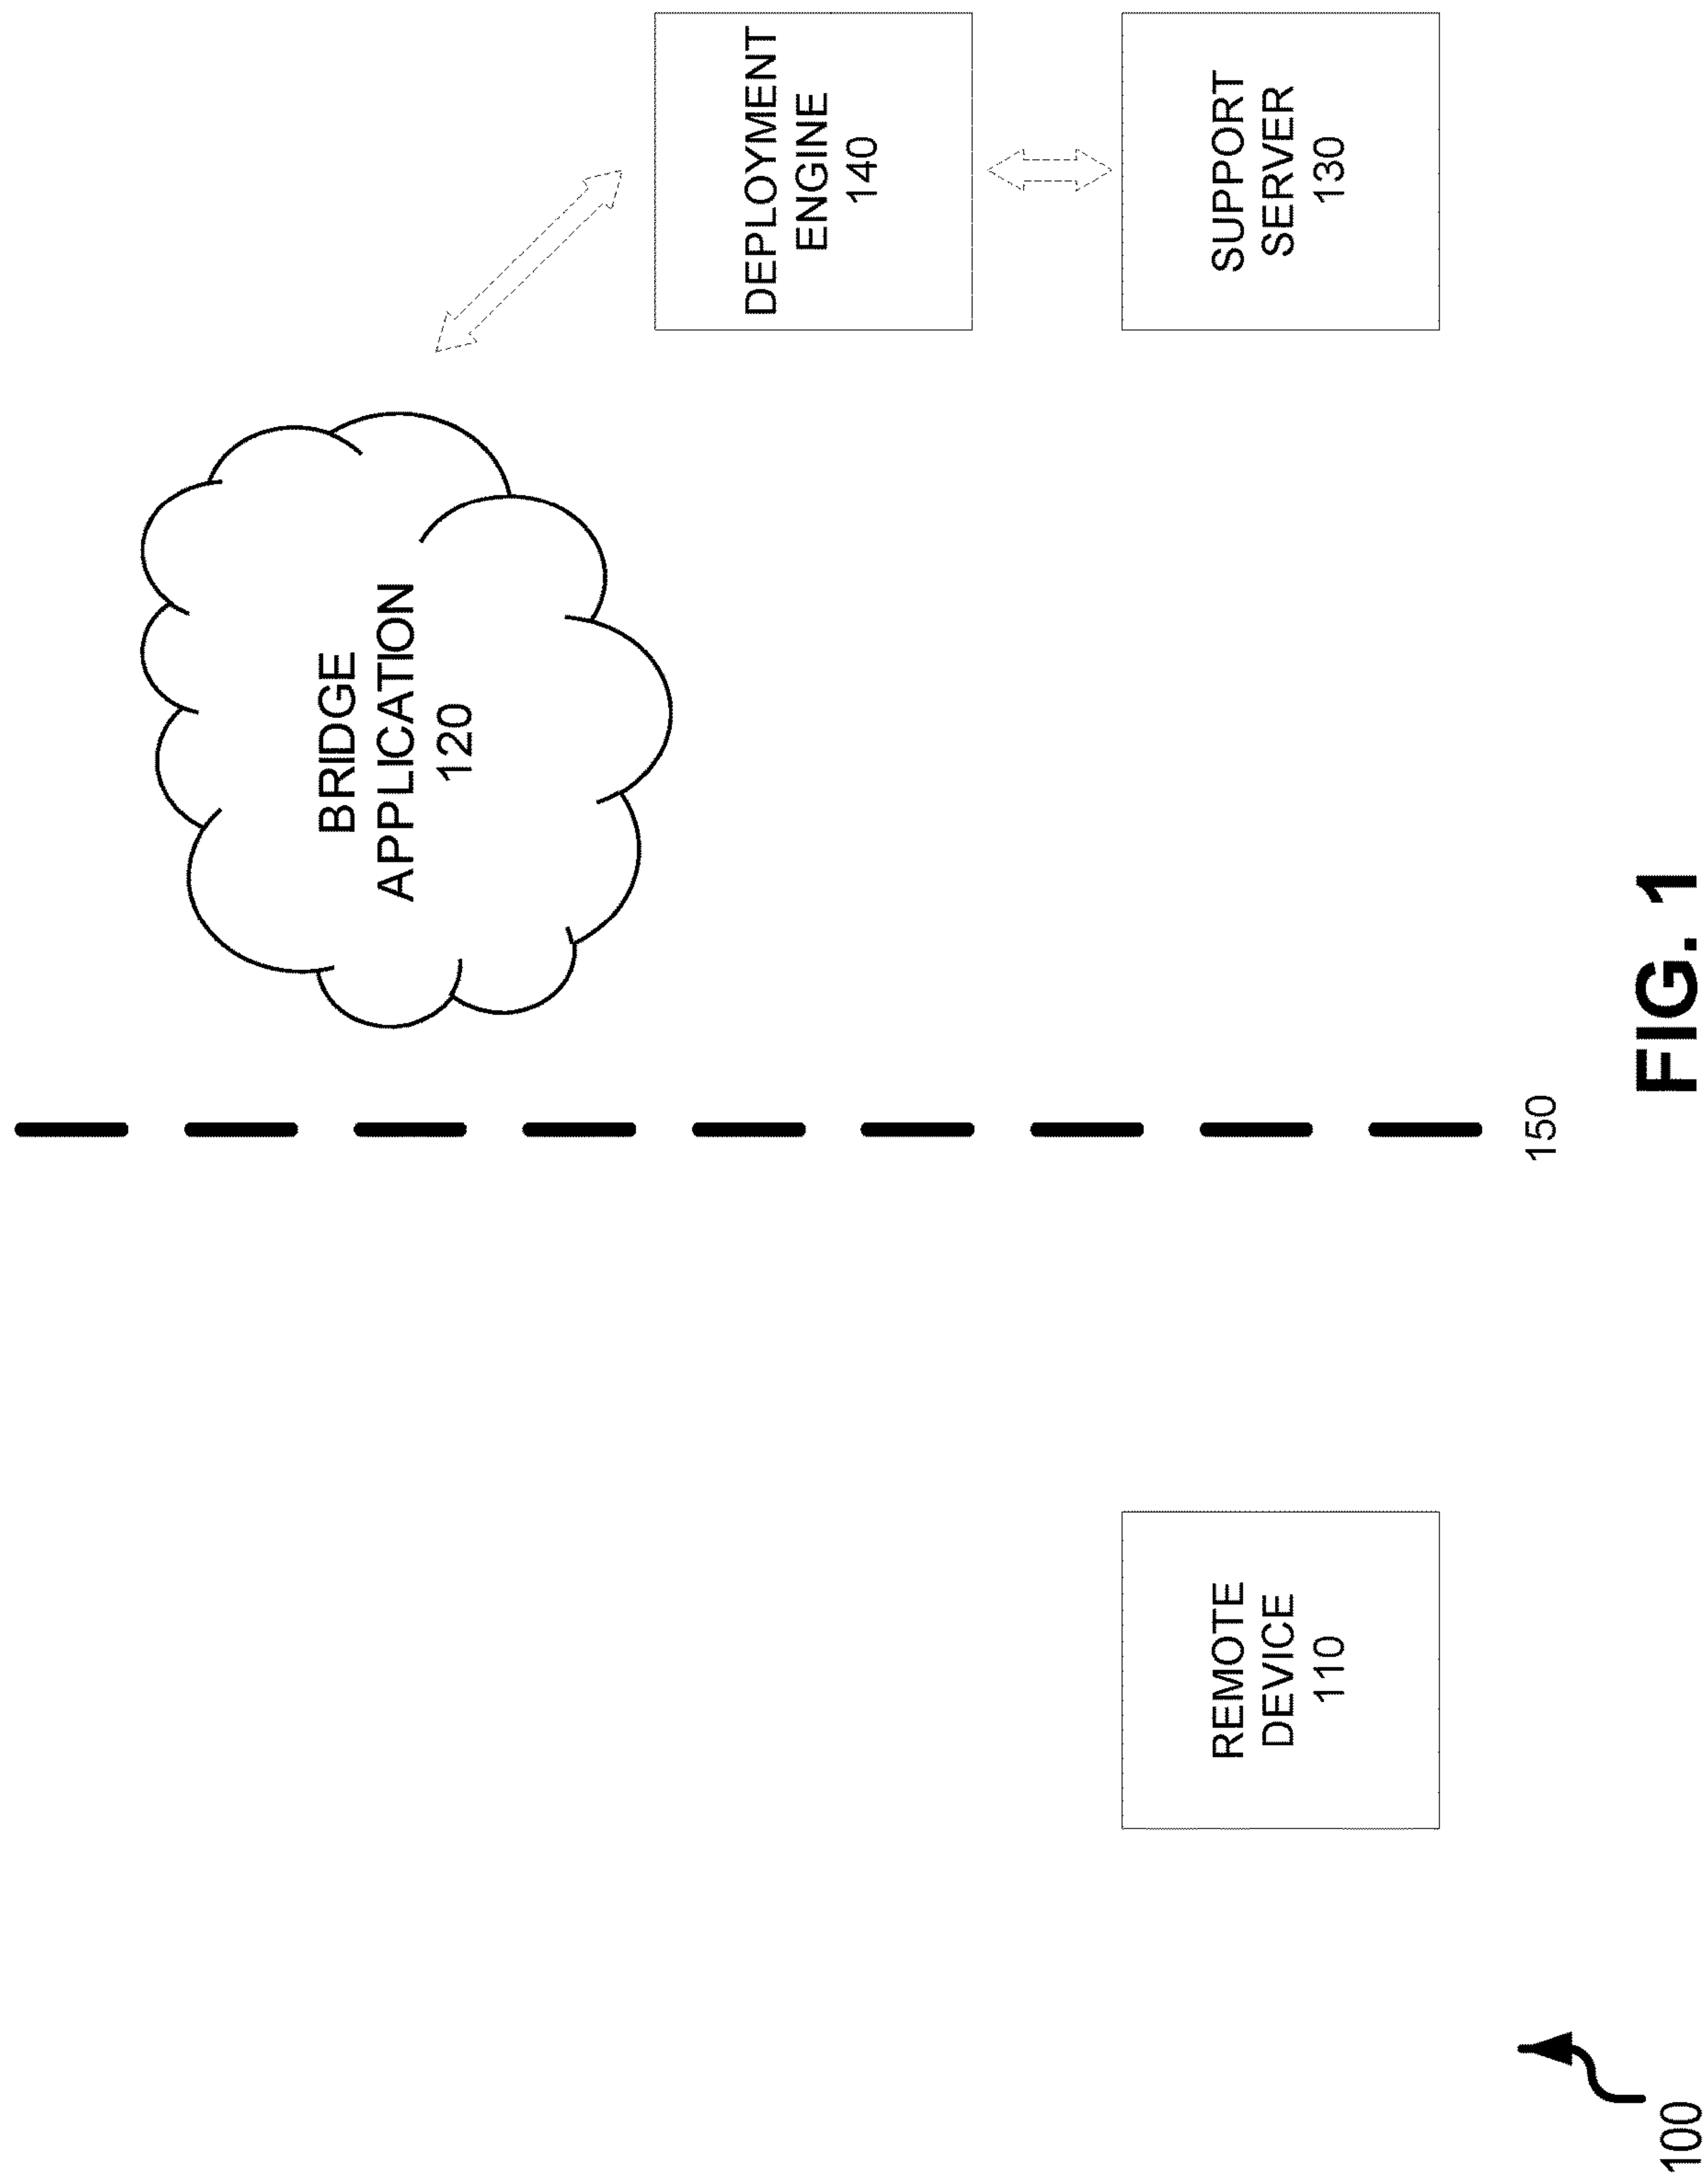 BRIDGE
APPLICATION
120
DEPLOYMENT
ENGINE
140
REMOTE
DEVICE
110
SUPPORT
SERVER
130
150
100
FIG. 1